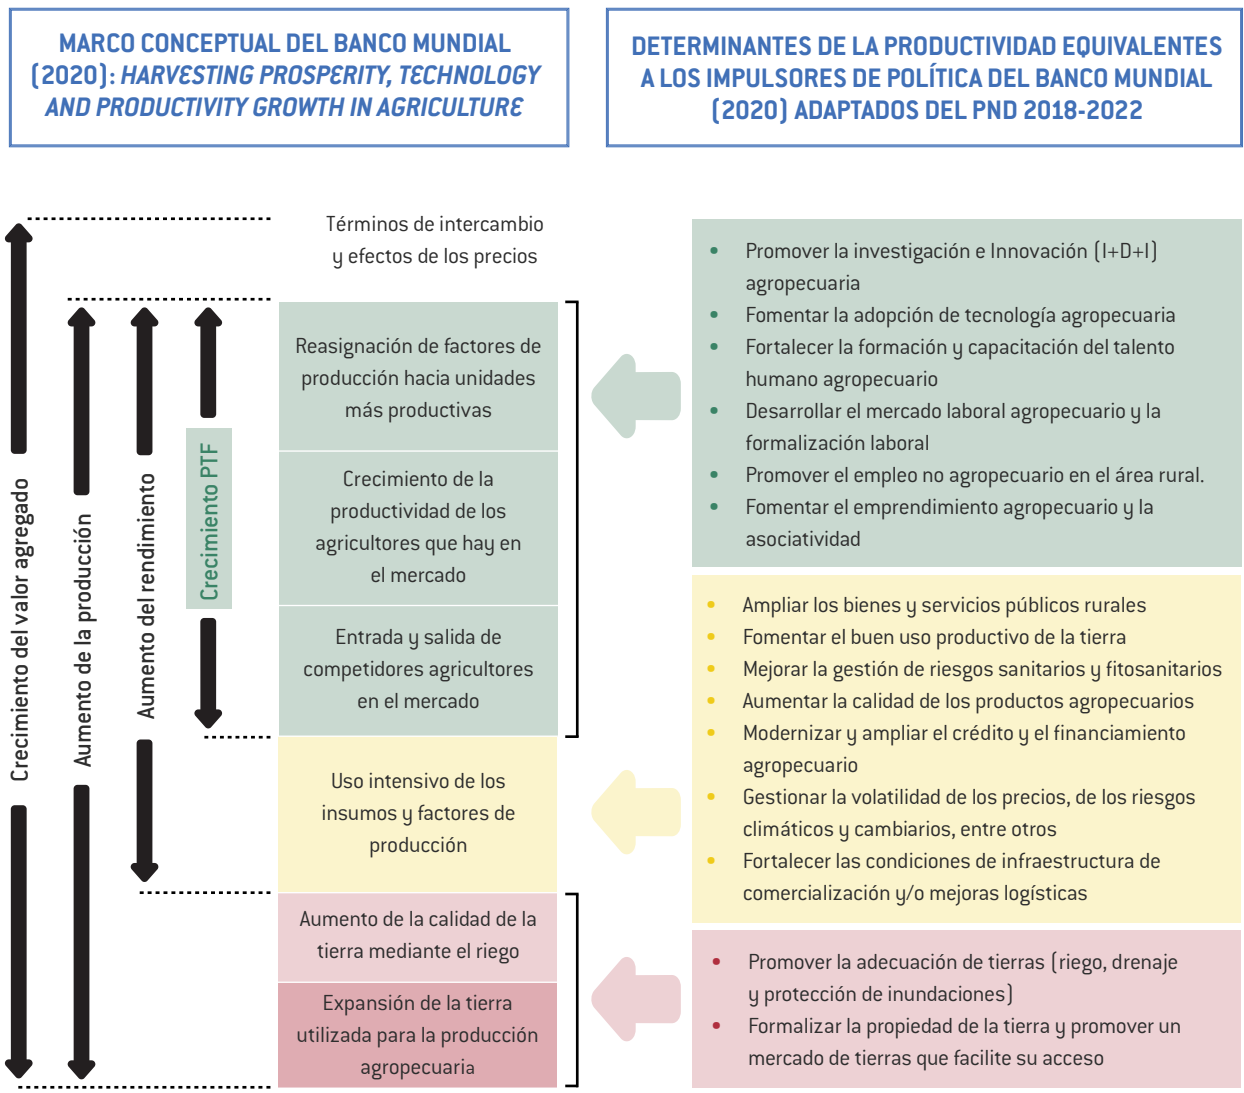 MARCO CONCEPTUAL DEL BANCO MUNDIAL
(2020): HARVESTING PROSPERITY, TECHNOLOGY
AND PRODUCTIVITY GROWTH IN AGRICULTURE
DETERMINANTES DE LA PRODUCTIVIDAD EQUIVALENTES
A LOS IMPULSORES DE POLÍTICA DEL BANCO MUNDIAL
(2020) ADAPTADOS DEL PND 2018-2022
Crecimiento del valor agregado
Aumento de la producción
Aumento del rendimiento
Crecimiento PTF
Términos de intercambio
y efectos de los precios
Reasignación de factores de
producción hacia unidades
más productivas
Crecimiento de la
productividad de los
agricultores que hay en
el mercado
Entrada y salida de
competidores agricultores
en el mercado
Uso intensivo de los
insumos y factores de
producción
Aumento de la calidad de la
tierra mediante el riego
Expansión de la tierra
utilizada para la producción
agropecuaria
• Promover la investigación e Innovación (I+D+I)
agropecuaria
• Fomentar la adopción de tecnología agropecuaria
• Fortalecer la formación y capacitación del talento
humano agropecuario
• Desarrollar el mercado laboral agropecuario y la
formalización laboral
• Promover el empleo no agropecuario en el área rural.
• Fomentar el emprendimiento agropecuario y la
asociatividad
• Ampliar los bienes y servicios públicos rurales
• Fomentar el buen uso productivo de la tierra
• Mejorar la gestión de riesgos sanitarios y fitosanitarios
• Aumentar la calidad de los productos agropecuarios
• Modernizar y ampliar el crédito y el financiamiento
agropecuario
• Gestionar la volatilidad de los precios, de los riesgos
climáticos y cambiarios, entre otros
• Fortalecer las condiciones de infraestructura de
comercialización y/o mejoras logísticas
• Promover la adecuación de tierras (riego, drenaje
y protección de inundaciones)
• Formalizar la propiedad de la tierra y promover un
mercado de tierras que facilite su acceso